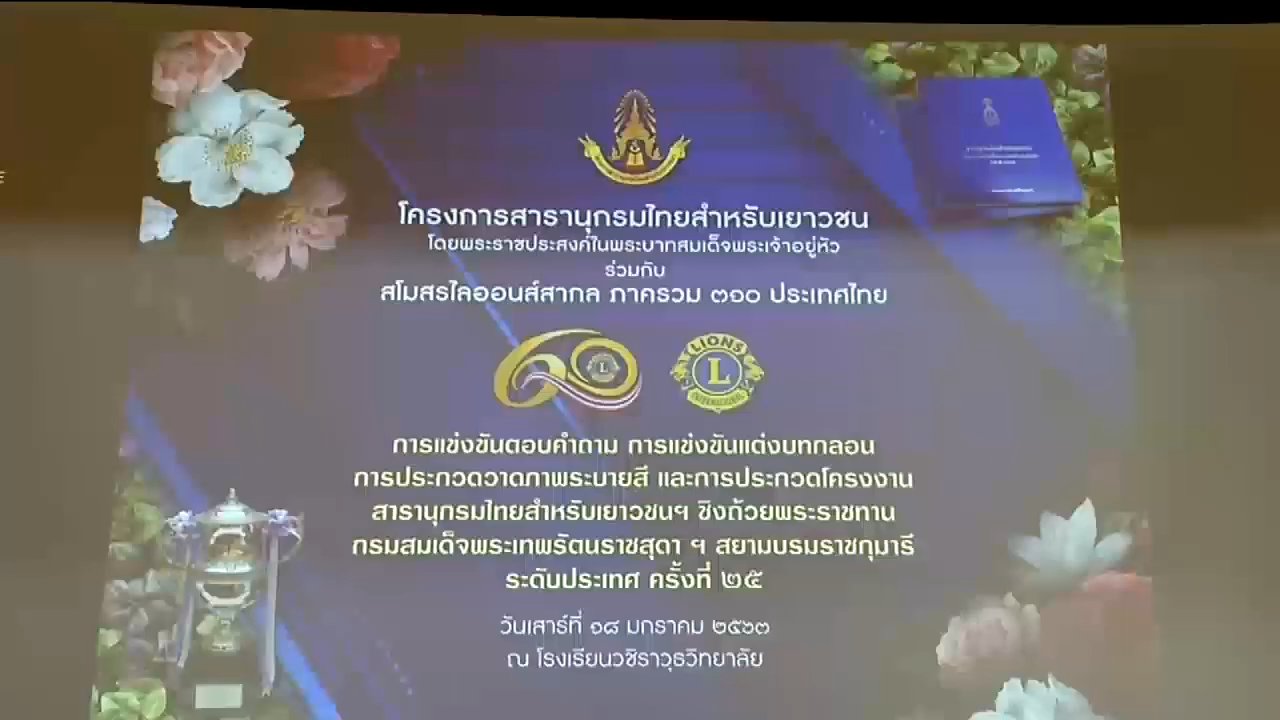 โครงการสารานุกรมไทยสำหรับเยาวชน
โดยพระราชประสงค์ในพระบาทสมเด็จพระเจ้าอยู่หัว
ร่วมกับ
สโมสรไลออนส์สากล ภาครวม ๓๑๐ ประเทศไทย
๖๐
L
LIONS
L
INTERNATIONAL
การแข่งขันตอบคำถาม การแข่งขันแต่งบทกลอน
การประกวดวาดภาพระบายสี และการประกวดโครงงาน
สารานุกรมไทยสำหรับเยาวชนฯ ชิงถ้วยพระราชทาน
กรมสมเด็จพระเทพรัตนราชสุดา ฯ สยามบรมราชกุมารี
ระดับประเทศ ครั้งที่ ๒๕
วันเสาร์ที่ ๑๘ มกราคม ๒๕๖๓
ณ โรงเรียนวชิราวุธวิทยาลัย